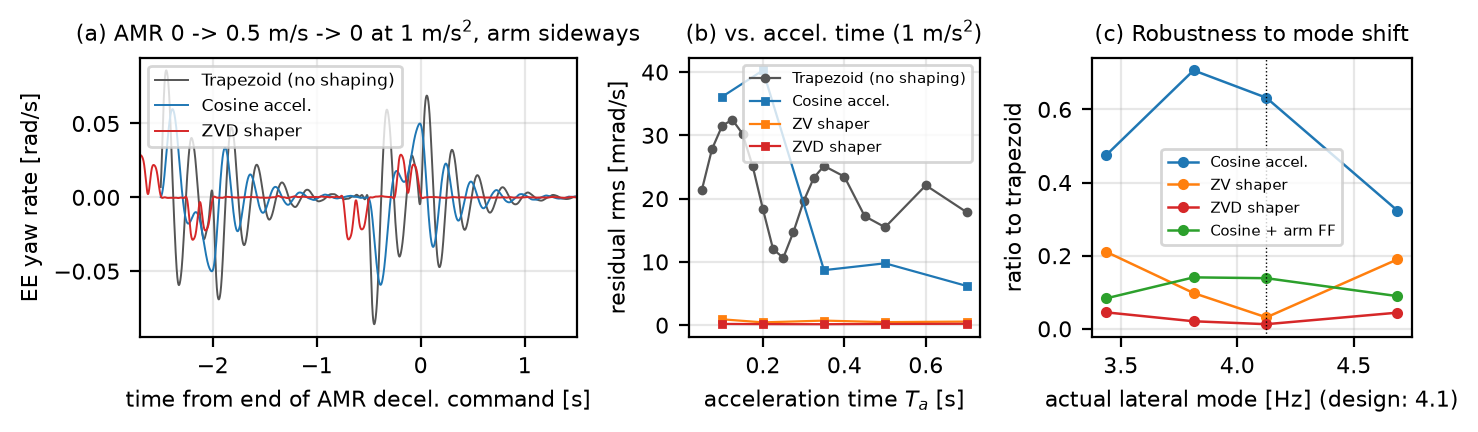 (a) AMR 0 -> 0.5 m/s -> 0 at 1 m/s², arm sideways
EE yaw rate [rad/s]
0.05
0.00
−0.05
Trapezoid (no shaping)
Cosine accel.
ZVD shaper
−2
−1
0
1
time from end of AMR decel. command [s]
(b) vs. accel. time (1 m/s²)
residual rms [mrad/s]
40
30
20
10
0
Trapezoid (no shaping)
Cosine accel.
ZV shaper
ZVD shaper
0.2
0.4
0.6
acceleration time Tₐ [s]
(c) Robustness to mode shift
ratio to trapezoid
0.6
0.4
0.2
0.0
Cosine accel.
ZV shaper
ZVD shaper
Cosine + arm FF
3.5
4.0
4.5
actual lateral mode [Hz] (design: 4.1)